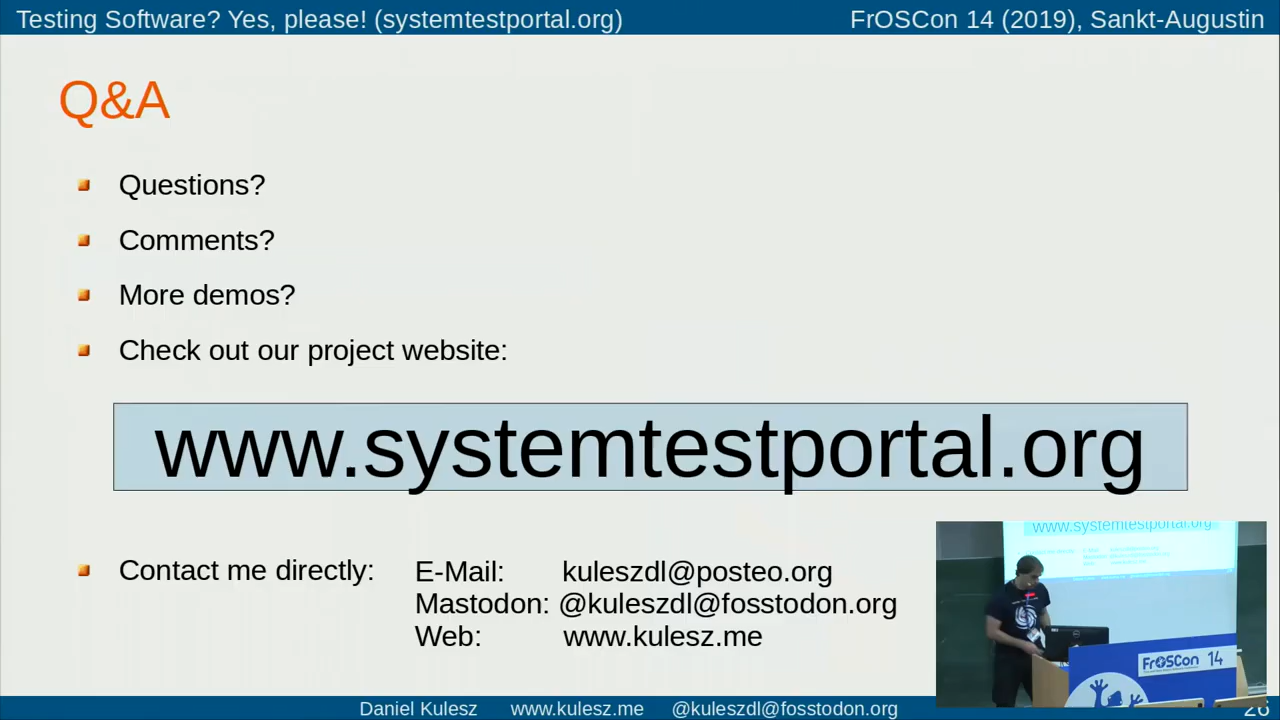 Testing Software? Yes, please! (systemtestportal.org) FrOSCon 14 (2019), Sankt-Augustin
Q&A
Questions?
Comments?
More demos?
Check out our project website:
www.systemtestportal.org
Contact me directly: E-Mail: kuleszdl@posteo.org
Mastodon: @kuleszdl@fosstodon.org
Web: www.kulesz.me
www.systemtestportal.org
FrOSCon 14
Daniel Kulesz www.kulesz.me @kuleszdl@fosstodon.org 26